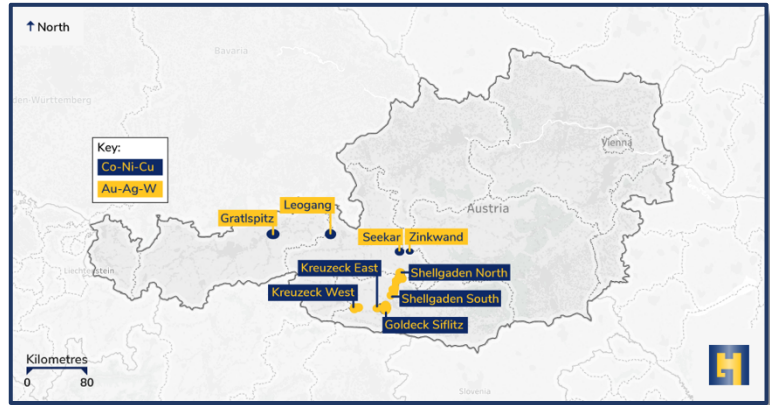 ↑ North
Bavaria
den-Württemberg
Key:
Co-Ni-Cu
Au-Ag-W
Vienna
Leogang
Gratlspitz
Austria
Seekar
Zinkwand
Liechtenstein
Kreuzeck East
Shellgaden North
Kreuzeck West
Shellgaden South
Goldeck Siflitz
Kilometres
0 80
Slovenia